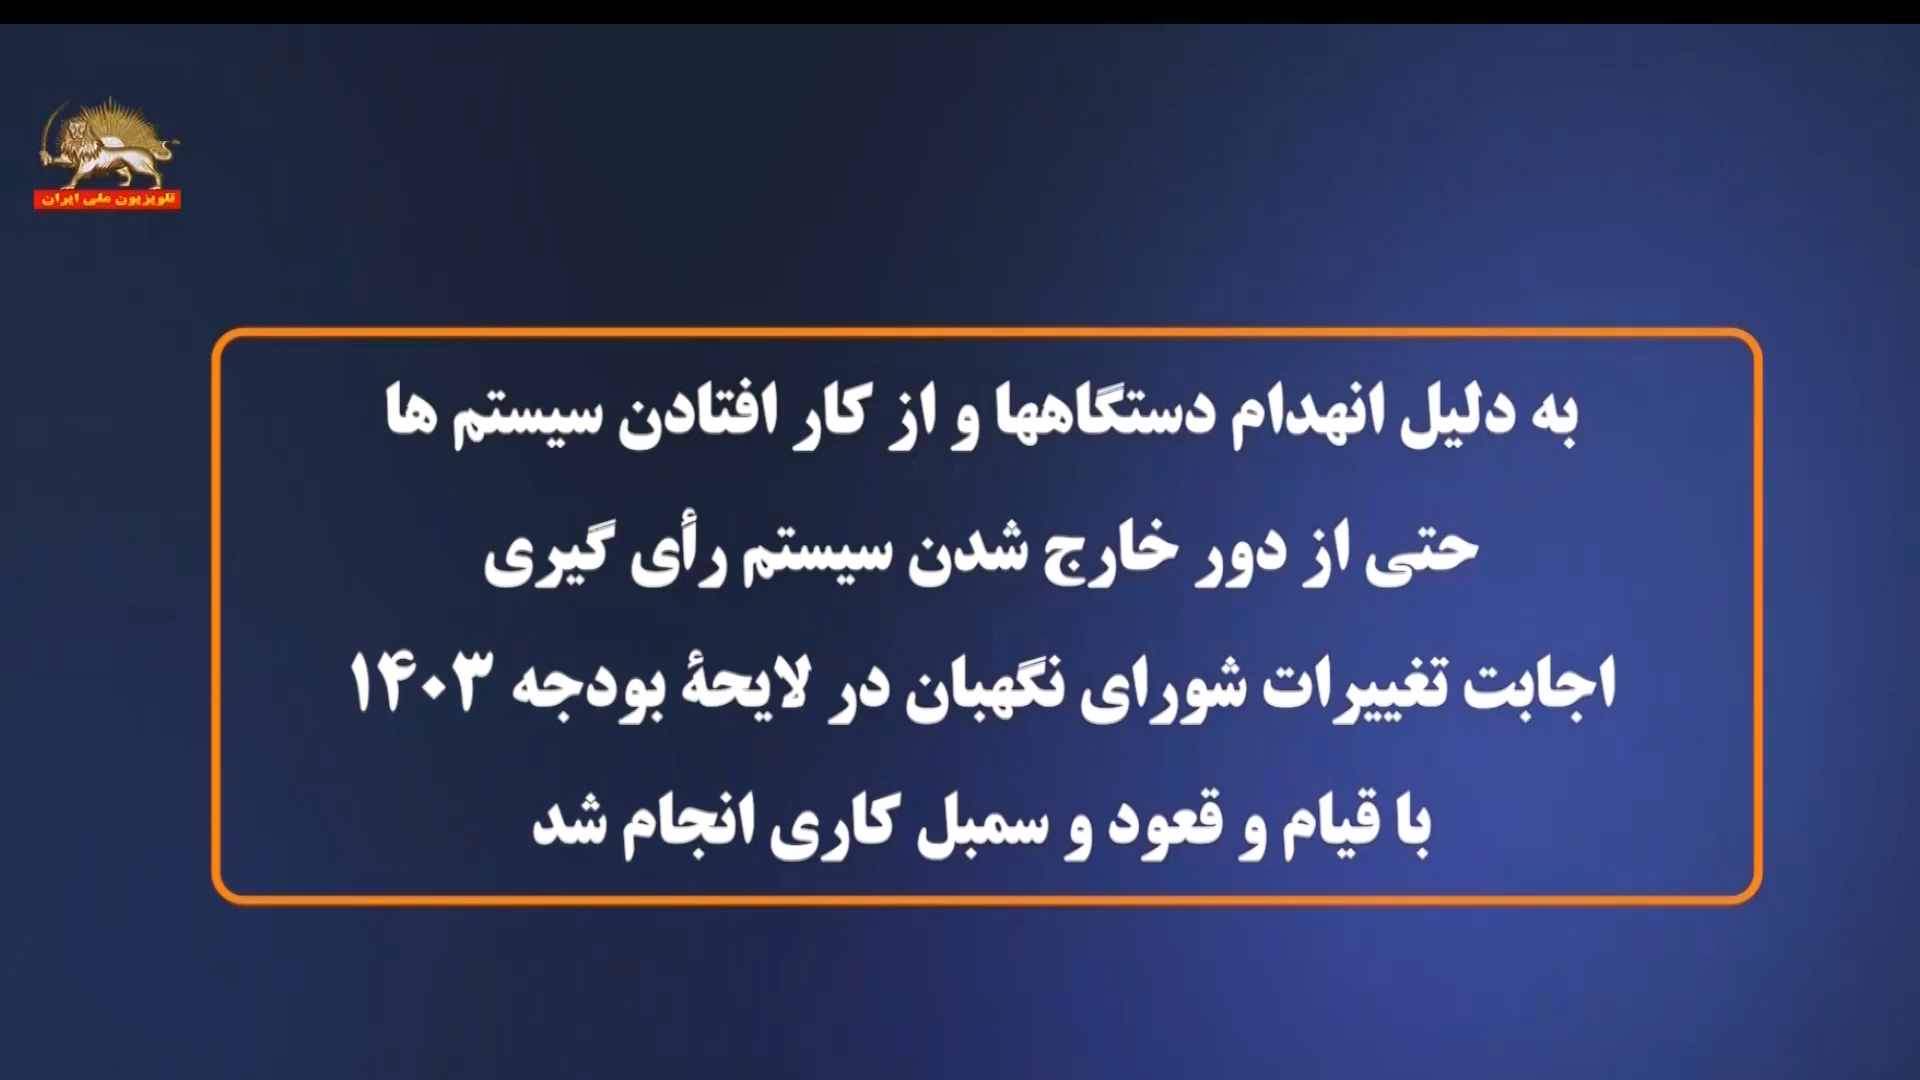 تلویزیون ملی ایران
به دلیل انهدام دستگاهها و از کار افتادن سیستم ها
حتی از دور خارج شدن سیستم رأی گیری
اجابت تغییرات شورای نگهبان در لایحهٔ بودجه ۱۴۰۳
با قیام و قعود و سمبل کاری انجام شد